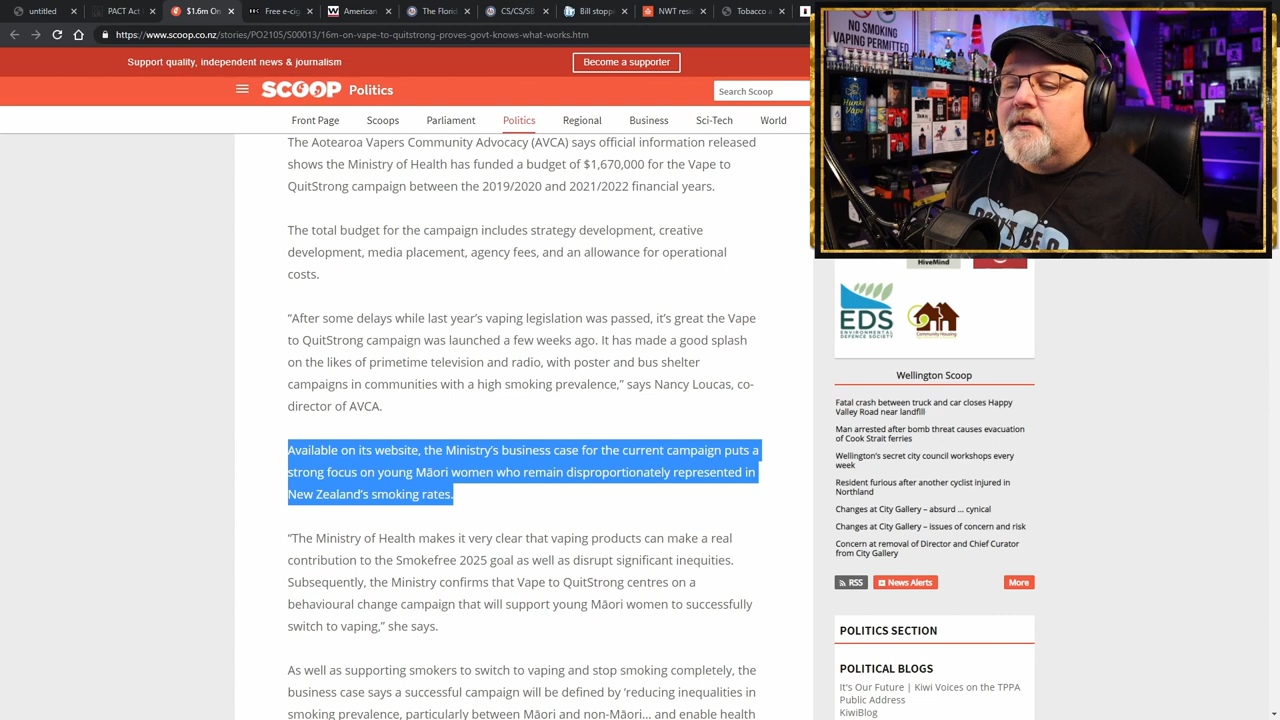 $1.6m On
NWT rec
Tobacco
https://www.scoop.co.nz/stories/PO2105/S00013/16m-on-vape-to-quitstrong-proves-govt-knows-what-works.htm
Support quality, independent news & journalism
Become a supporter
SCOOP Politics
Search Scoop
Front Page Scoops Parliament Politics Regional Business Sci-Tech World
The Aotearoa Vapers Community Advocacy (AVCA) says official information released
shows the Ministry of Health has funded a budget of $1,670,000 for the Vape to
QuitStrong campaign between the 2019/2020 and 2021/2022 financial years.
The total budget for the campaign includes strategy development, creative
development, media placement, agency fees, and an allowance for operational
costs.
“After some delays while last year’s vaping legislation was passed, it’s great the Vape
to QuitStrong campaign was launched a few weeks ago. It has made a good splash
on the likes of primetime television and radio, with poster and bus shelter
campaigns in communities with a high smoking prevalence,” says Nancy Loucas, co-
director of AVCA.
Available on its website, the Ministry’s business case for the current campaign puts a
strong focus on young Māori women who remain disproportionately represented in
New Zealand’s smoking rates.
“The Ministry of Health makes it very clear that vaping products can make a real
contribution to the Smokefree 2025 goal as well as disrupt significant inequities.
Subsequently, the Ministry confirms that Vape to QuitStrong centres on a
behavioural change campaign that will support young Māori women to successfully
switch to vaping,” she says.
As well as supporting smokers to switch to vaping and stop smoking completely, the
business case says a successful campaign will be defined by ‘reducing inequalities in
smoking prevalence, particularly between Māori and non-Māori... and enable health
NO SMOKING
VAPING PERMITTED
VAPE
HiveMind
EDS
ENVIRONMENTAL
DEFENCE SOCIETY
Community Housing
Wellington Scoop
Fatal crash between truck and car closes Happy
Valley Road near landfill
Man arrested after bomb threat causes evacuation
of Cook Strait ferries
Wellington’s secret city council workshops every
week
Resident furious after another cyclist injured in
Northland
Changes at City Gallery – absurd ... cynical
Changes at City Gallery – issues of concern and risk
Concern at removal of Director and Chief Curator
from City Gallery
RSS News Alerts More
POLITICS SECTION
POLITICAL BLOGS
It's Our Future | Kiwi Voices on the TPPA
Public Address
KiwiBlog